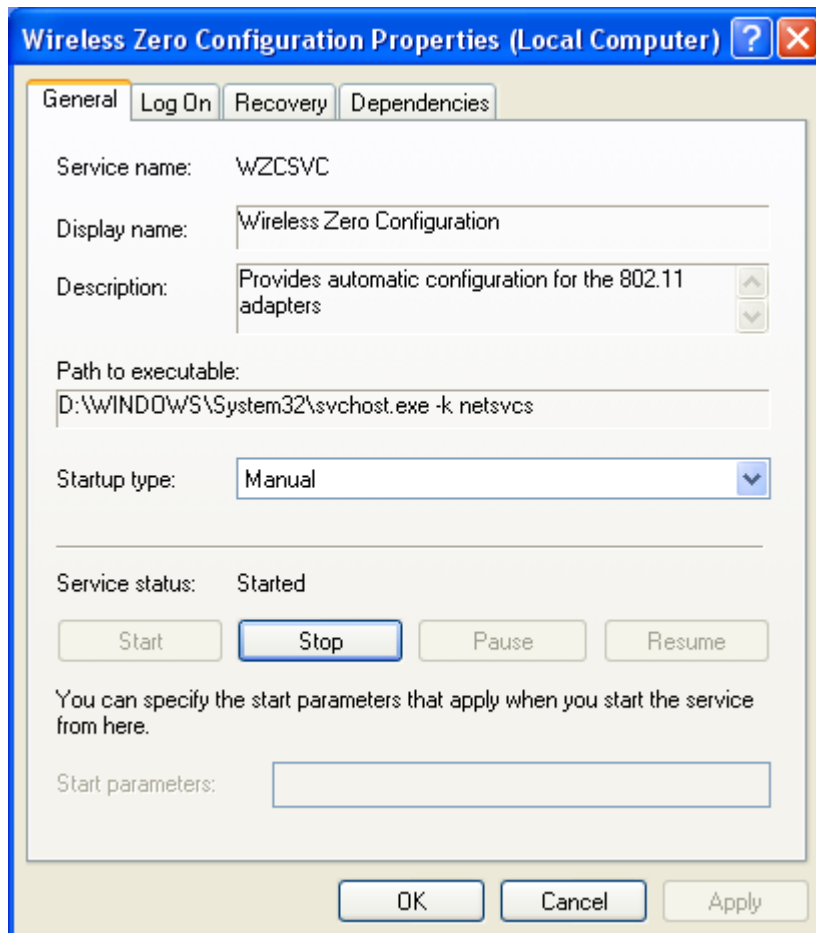 Wireless Zero Configuration Properties (Local Computer) ? X
General Log On Recovery Dependencies
Service name: WZCSVC
Display name: Wireless Zero Configuration
Description: Provides automatic configuration for the 802.11
adapters
Path to executable:
D:\WINDOWS\System32\svchost.exe -k netsvcs
Startup type: Manual
Service status: Started
Start Stop Pause Resume
You can specify the start parameters that apply when you start the service
from here.
Start parameters:
OK Cancel Apply